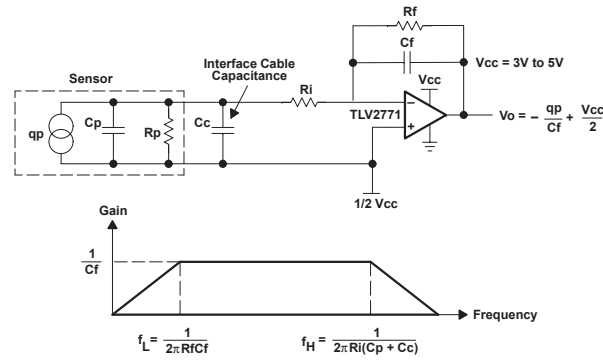 Rf
Cf
Vcc = 3V to 5V
Interface Cable
Capacitance
Sensor
Ri
Vcc
qp
Cp
Rp
Cc
TLV2771
−
+
Vo = − qp/Cf + Vcc/2
1/2 Vcc
Gain
1/Cf
Frequency
fL = 1/2πRfCf
fH = 1/2πRi(Cp + Cc)